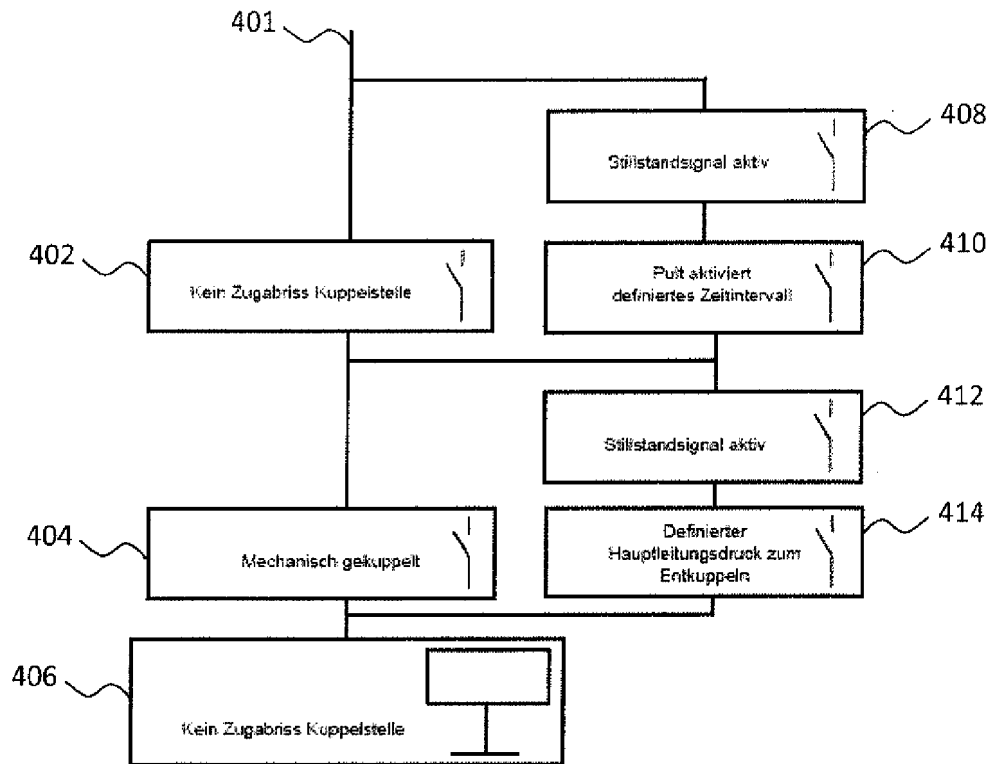 401
408
Stillstandsignal aktiv
402
Kein Zugabriss Kuppelstelle
410
Pult aktiviert
definiertes Zeitintervall
412
Stillstandsignal aktiv
404
Mechanisch gekuppelt
414
Definierter
Hauptleitungsdruck zum
Entkuppeln
406
Kein Zugabriss Kuppelstelle